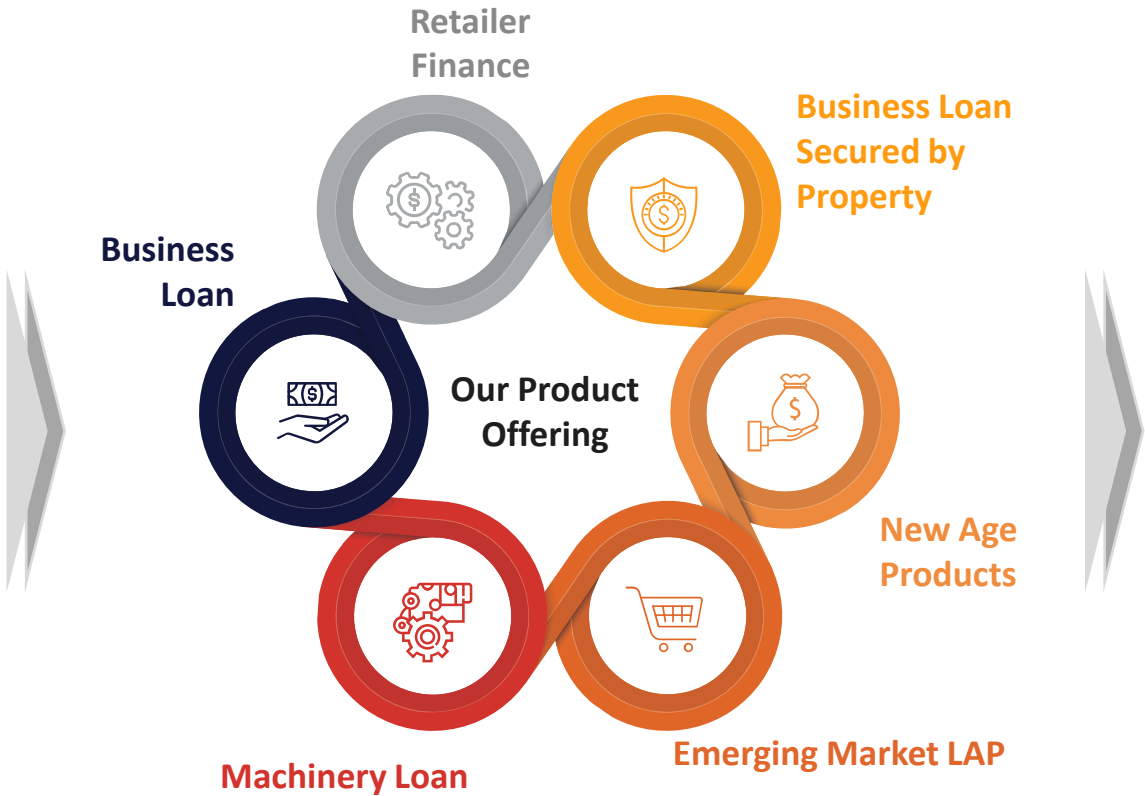 Retailer
Finance
Business Loan
Secured by
Property
Business
Loan
Our Product
Offering
New Age
Products
Emerging Market LAP
Machinery Loan